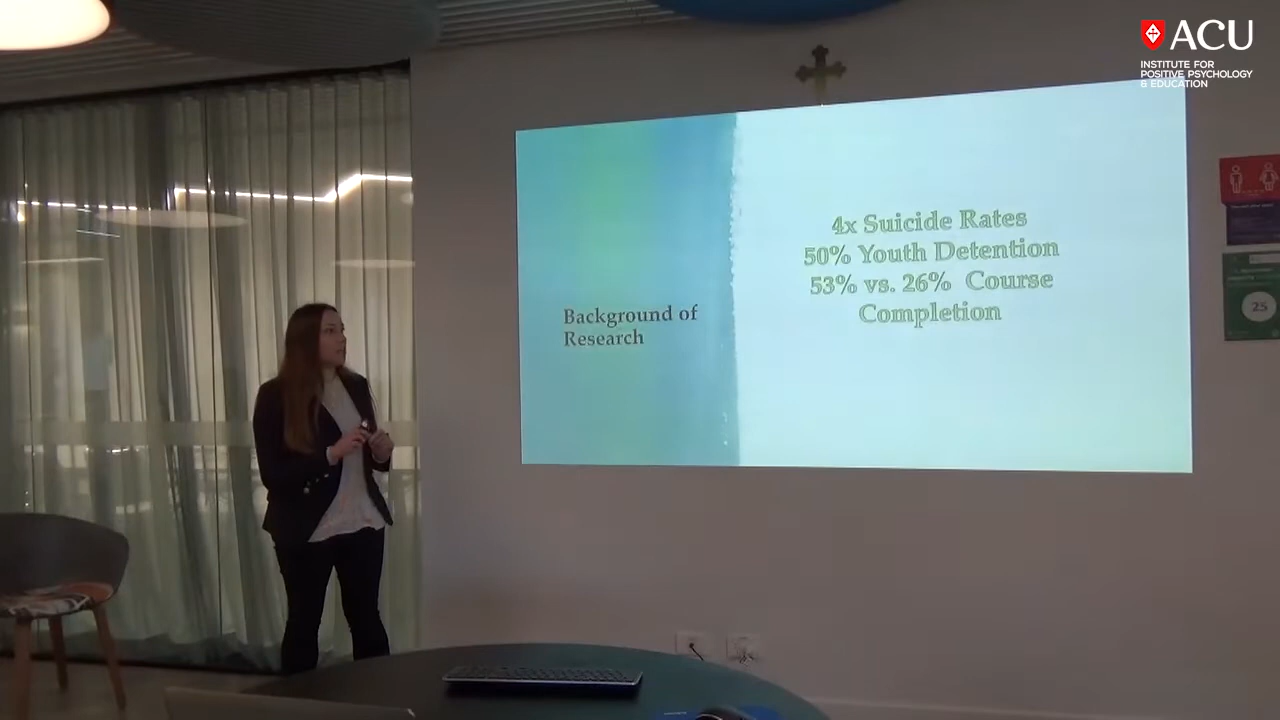 ACU
INSTITUTE FOR
POSITIVE PSYCHOLOGY
& EDUCATION
4x Suicide Rates
50% Youth Detention
53% vs. 26% Course
Completion
Background of
Research
25